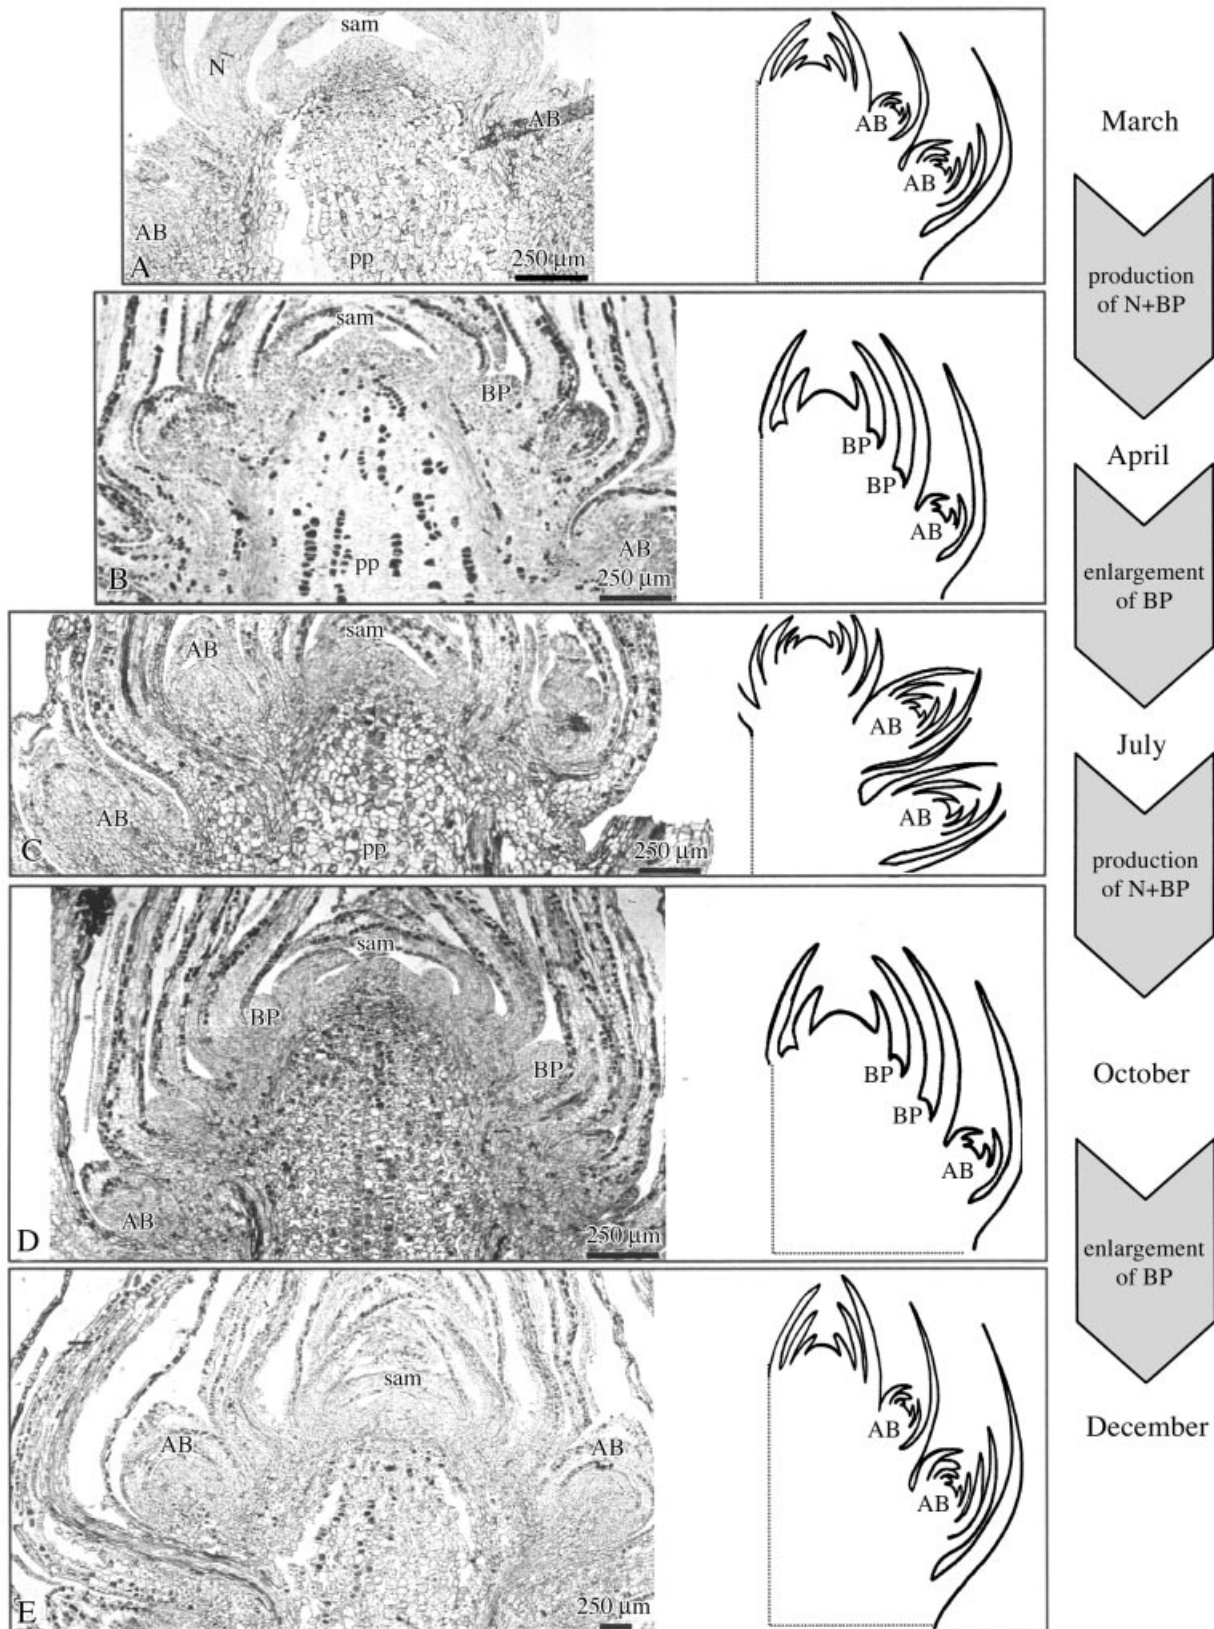 sam
N
AB
AB
pp
A
250 µm
AB
AB
March
production
of N+BP
sam
BP
AB
pp
B
250 µm
BP
BP
AB
April
enlargement
of BP
sam
AB
AB
pp
C
250 µm
AB
AB
July
production
of N+BP
sam
BP
BP
AB
D
250 µm
BP
BP
AB
October
enlargement
of BP
sam
AB
AB
E
250 µm
AB
AB
December